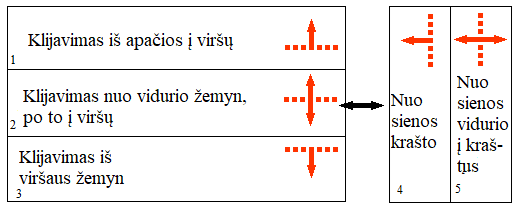 Klijavimas iš apačios į viršų
1
Klijavimas nuo vidurio žemyn,
po to į viršų
2
Klijavimas iš
viršaus žemyn
3
Nuo
sienos
krašto
4
Nuo
sienos
vidurio
į kraš-
tųus
5